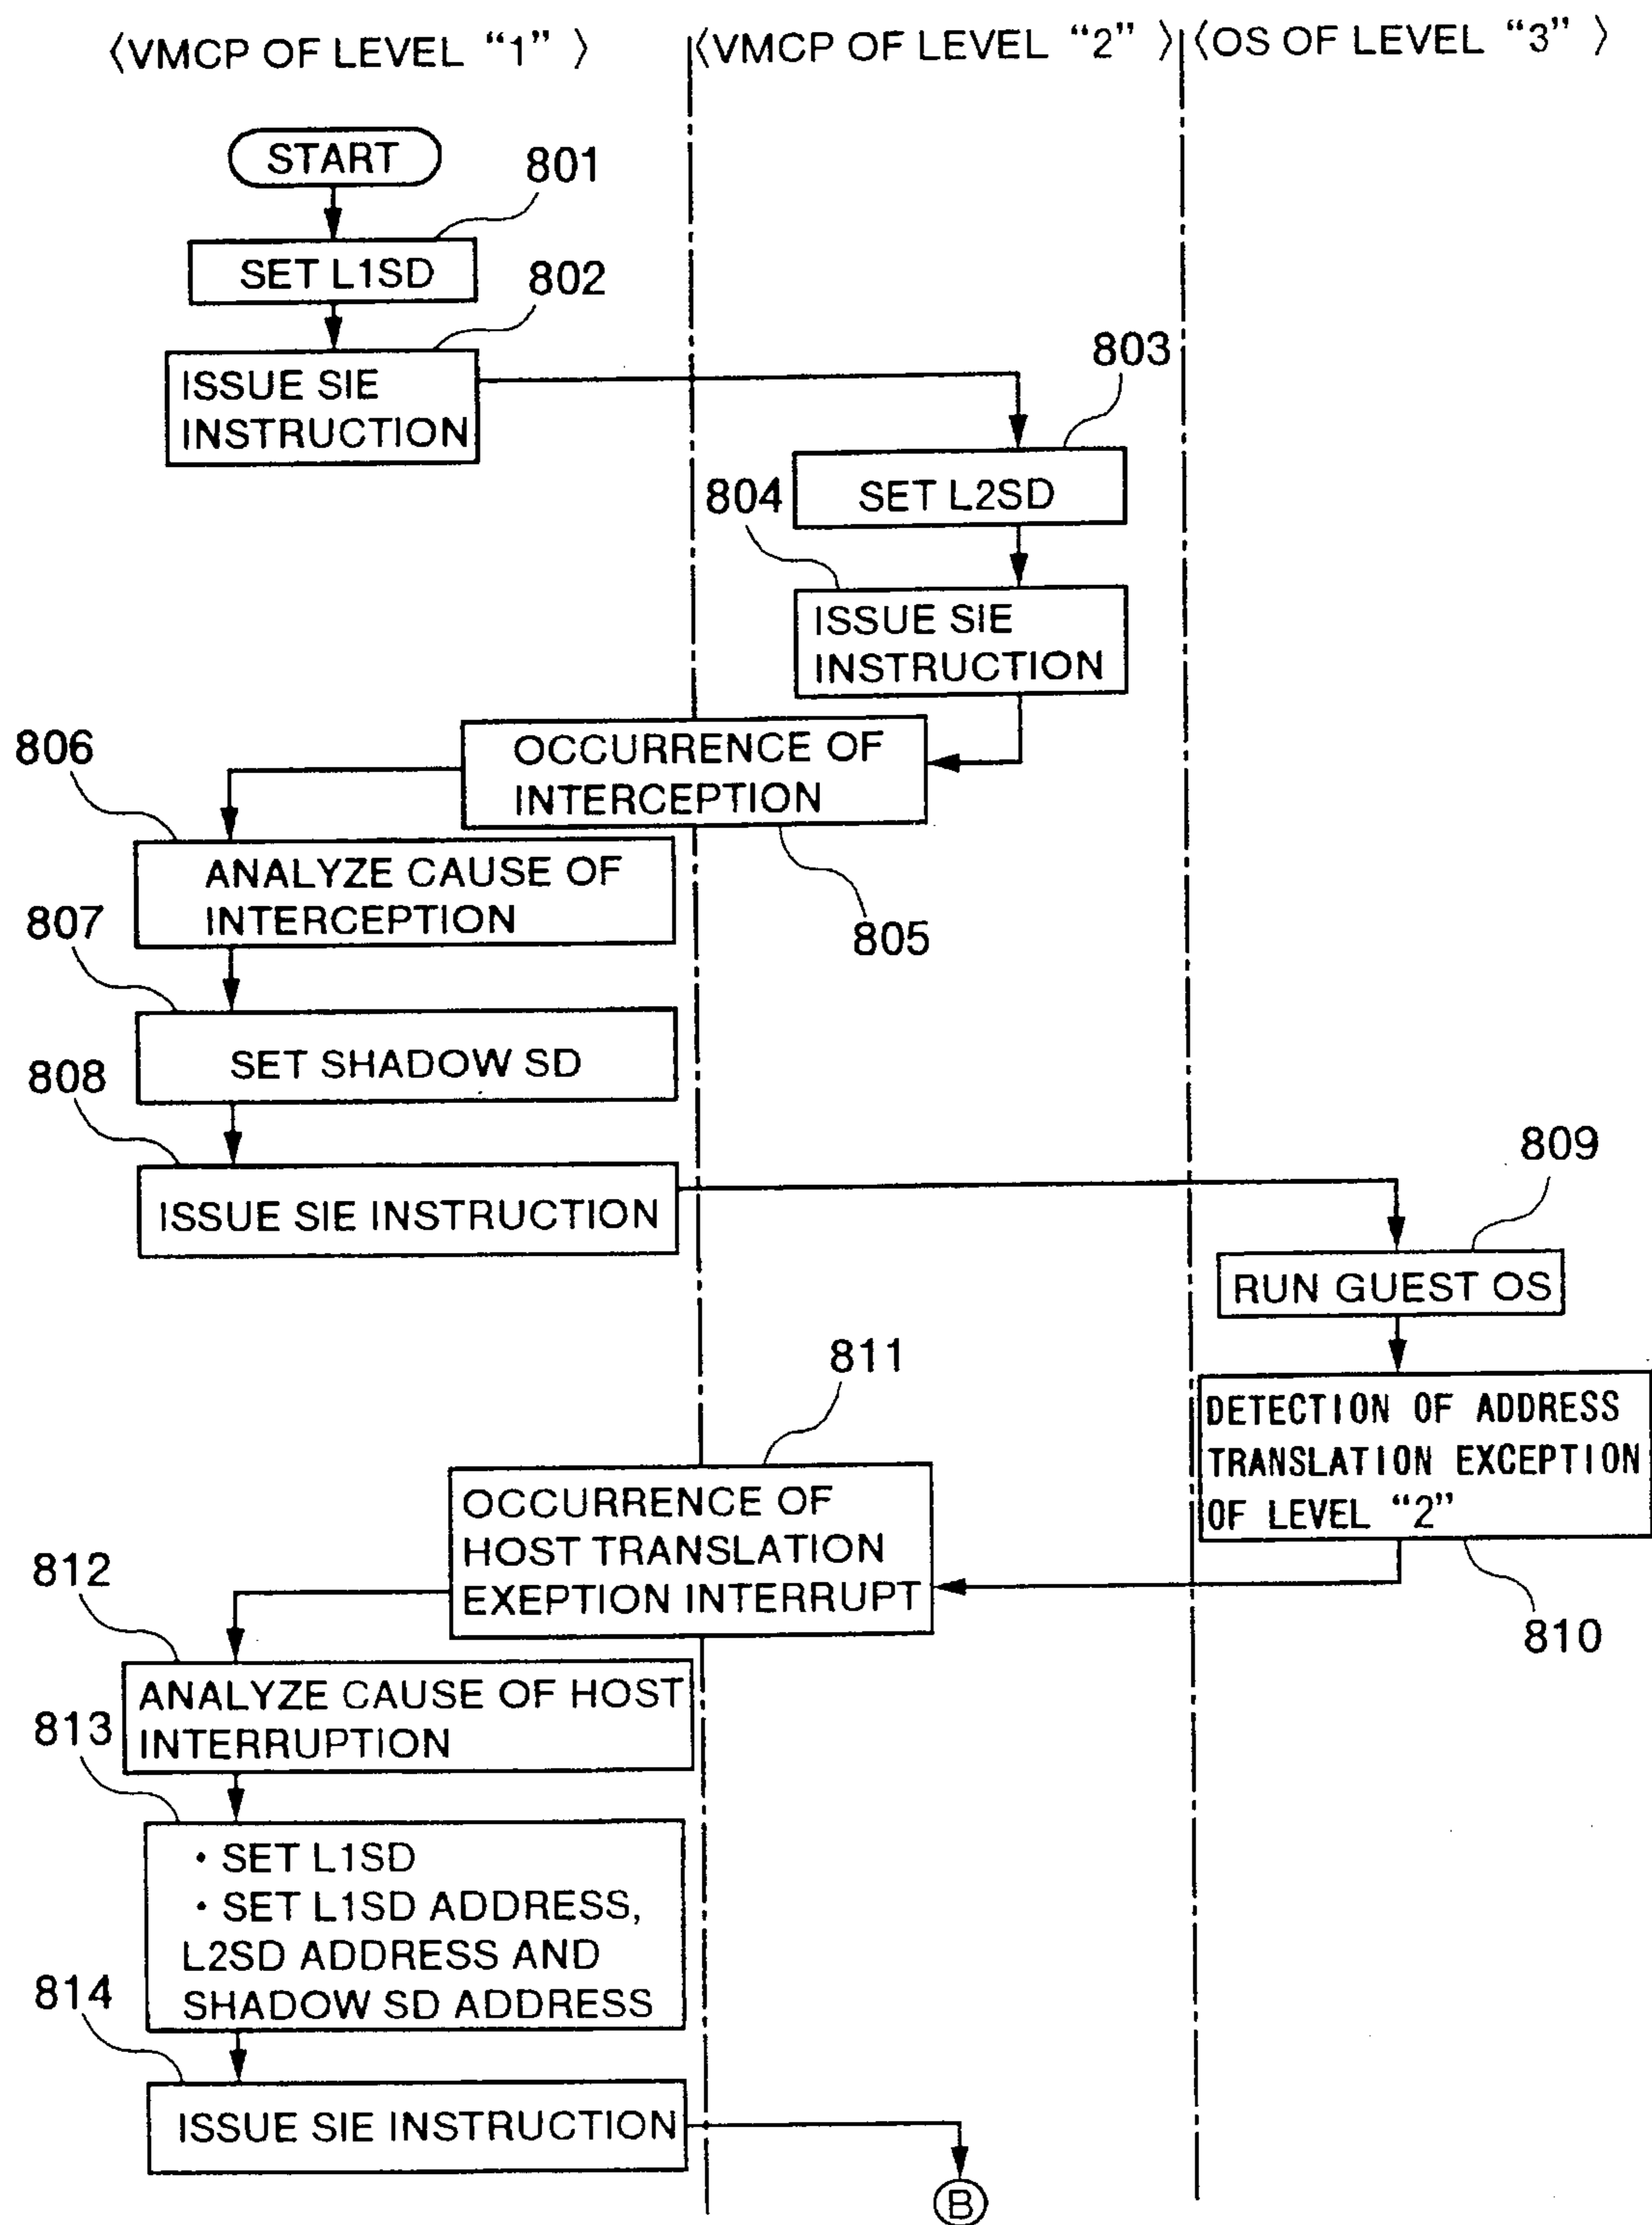 〈VMCP OF LEVEL “1” 〉
〈VMCP OF LEVEL “2” 〉
〈OS OF LEVEL “3” 〉
START
801
SET L1SD
802
ISSUE SIE
INSTRUCTION
803
SET L2SD
804
ISSUE SIE
INSTRUCTION
OCCURRENCE OF
INTERCEPTION
805
806
ANALYZE CAUSE OF
INTERCEPTION
807
SET SHADOW SD
808
ISSUE SIE INSTRUCTION
809
RUN GUEST OS
DETECTION OF ADDRESS
TRANSLATION EXCEPTION
OF LEVEL “2”
810
811
OCCURRENCE OF
HOST TRANSLATION
EXEPTION INTERRUPT
812
ANALYZE CAUSE OF HOST
INTERRUPTION
813
・SET L1SD
・SET L1SD ADDRESS,
L2SD ADDRESS AND
SHADOW SD ADDRESS
814
ISSUE SIE INSTRUCTION
B